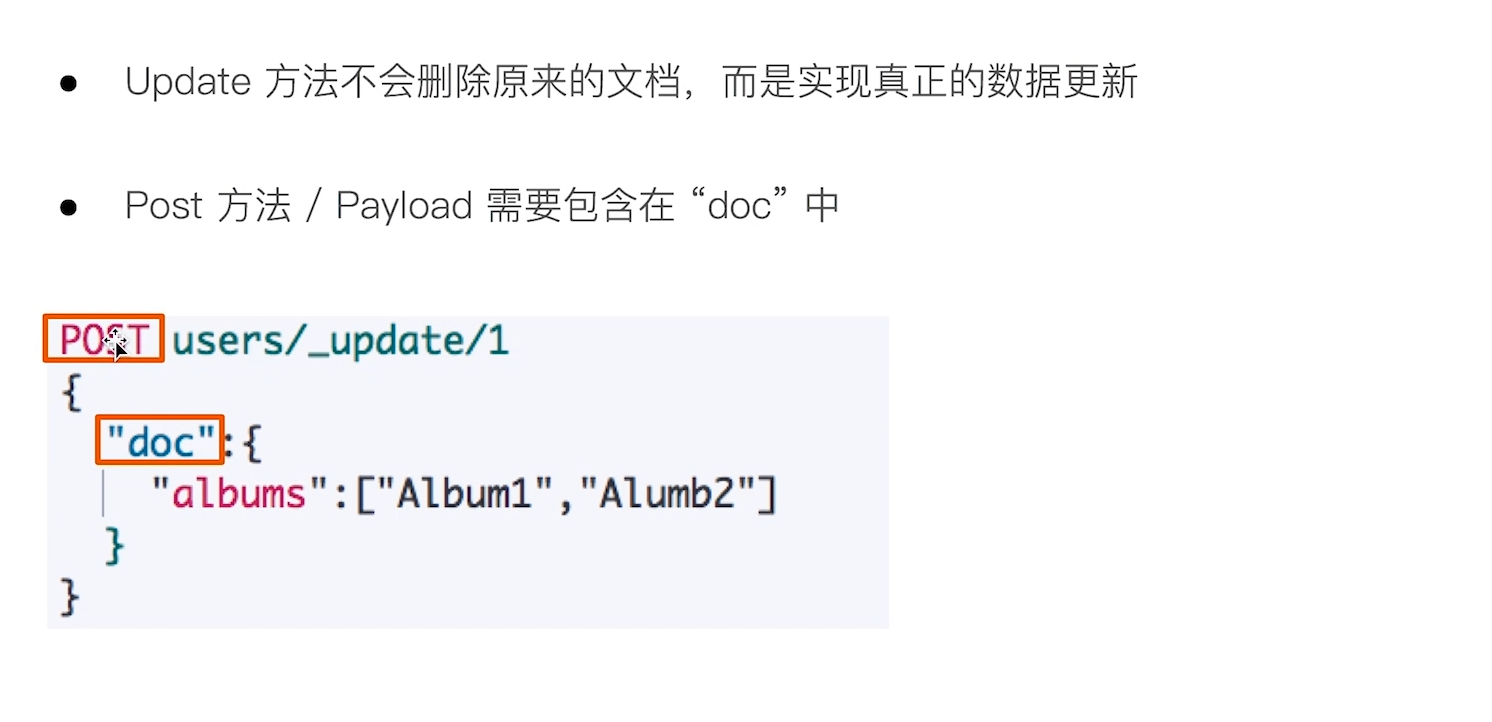 • Update 方法不会删除原来的文档，而是实现真正的数据更新
• Post 方法 / Payload 需要包含在 “doc” 中
POST users/_update/1
{
  "doc":{
    "albums":["Album1","Alumb2"]
  }
}